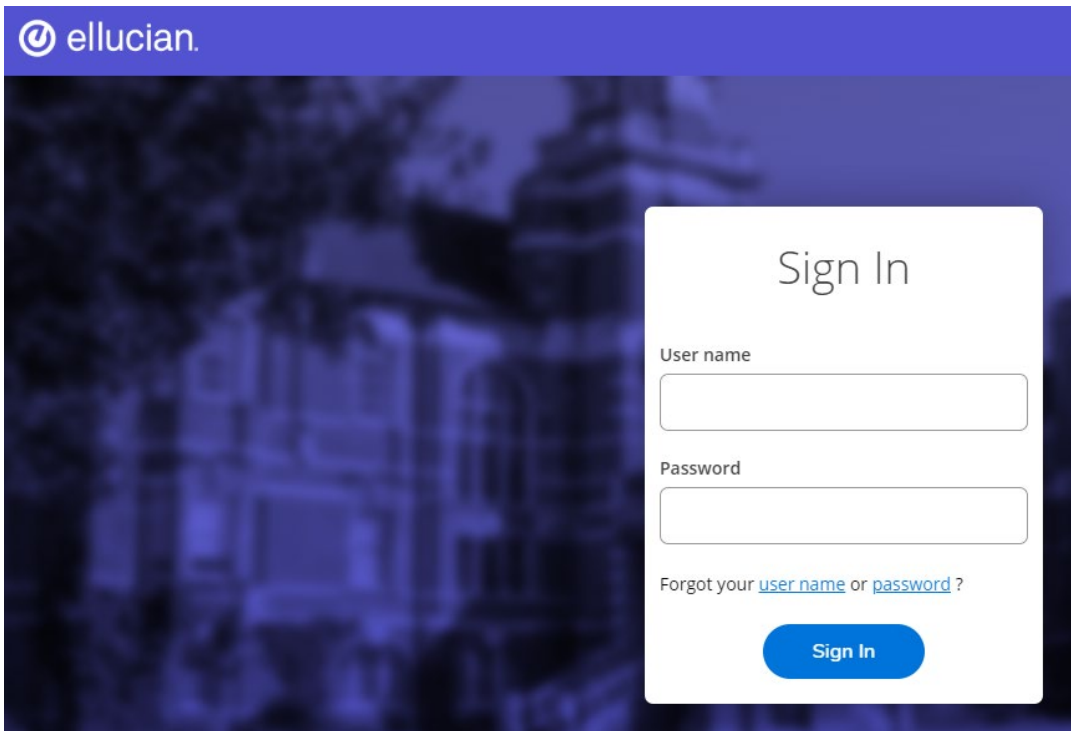 ellucian.
Sign In
User name
Password
Forgot your user name or password ?
Sign In